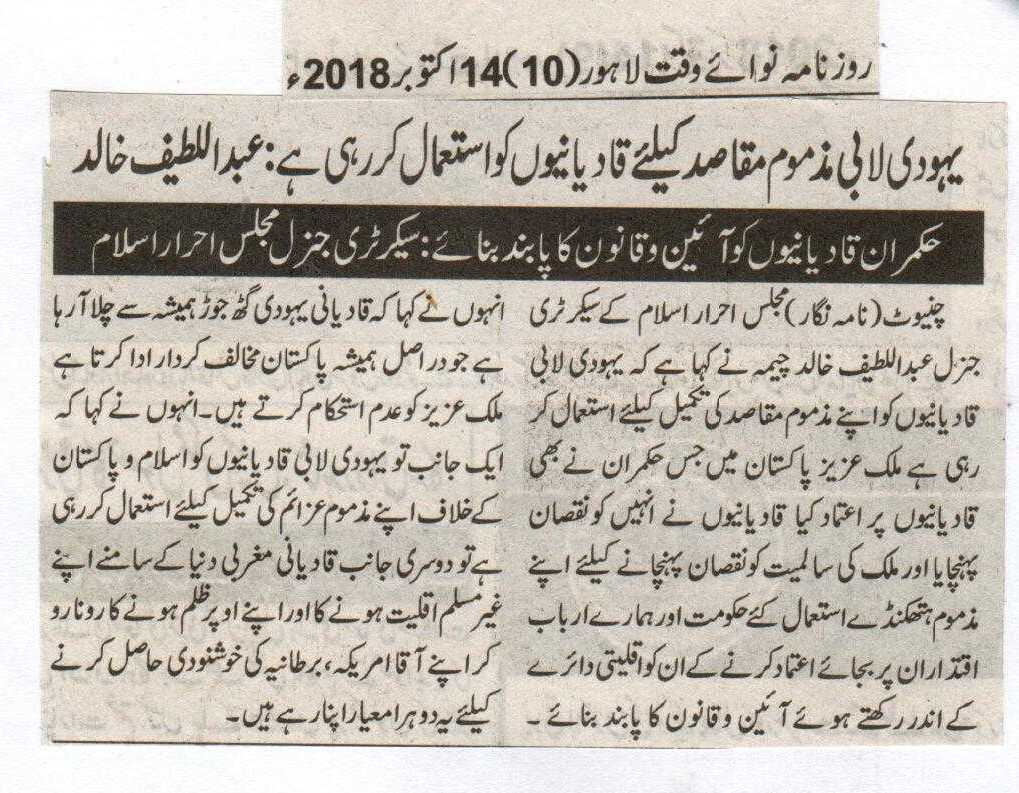 روزنامہ نوائے وقت لاہور (10) 14 اکتوبر 2018ء
یہودی لابی مذموم مقاصد کیلئے قادیانیوں کو استعمال کر رہی ہے: عبداللطیف خالد
حکمران قادیانیوں کو آئین و قانون کا پابند بنائے: سیکرٹری جنرل مجلس احرار اسلام
چنیوٹ (نامہ نگار) مجلس احرار اسلام کے سیکرٹری
جنرل عبداللطیف خالد چیمہ نے کہا ہے کہ یہودی لابی
قادیانیوں کو اپنے مذموم مقاصد کی تکمیل کیلئے استعمال کر
رہی ہے ملک عزیز پاکستان میں جس حکمران نے بھی
قادیانیوں پر اعتماد کیا قادیانیوں نے انہیں کو نقصان
پہنچایا اور ملک کی سالمیت کو نقصان پہنچانے کیلئے اپنے
مذموم ہتھکنڈے استعمال کئے حکومت اور ہمارے ارباب
اقتدار ان پر بجائے اعتماد کرنے کے ان کو اقلیتی دائرے
کے اندر رکھتے ہوئے آئین و قانون کا پابند بنائے۔
انہوں نے کہا کہ قادیانی یہودی گٹھ جوڑ ہمیشہ سے چلا آ رہا
ہے جو دراصل ہمیشہ پاکستان مخالف کردار ادا کرتا ہے
ملک عزیز کو عدم استحکام کرتے ہیں۔ انہوں نے کہا کہ
ایک جانب تو یہودی لابی قادیانیوں کو اسلام و پاکستان
کے خلاف اپنے مذموم عزائم کی تکمیل کیلئے استعمال کر رہی
ہے تو دوسری جانب قادیانی مغربی دنیا کے سامنے اپنے
غیر مسلم اقلیت ہونے کا اور اپنے اوپر ظلم ہونے کا رونا رو
کر اپنے آقا امریکہ، برطانیہ کی خوشنودی حاصل کرنے
کیلئے یہ دوہرا معیار اپنا رہے ہیں۔